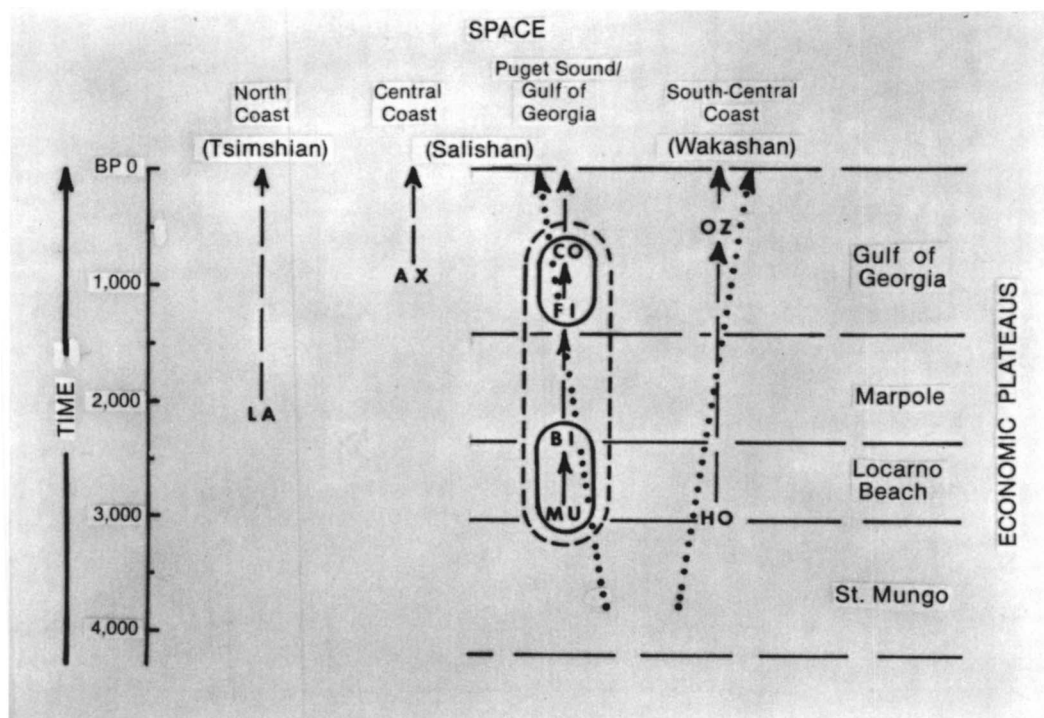 SPACE
North
Coast
Central
Coast
Puget Sound/
Gulf of
Georgia
South-Central
Coast
(Tsimshian)
(Salishan)
(Wakashan)
BP 0
1,000
2,000
3,000
4,000
TIME
LA
AX
CO
FI
BI
MU
OZ
HO
Gulf of
Georgia
Marpole
Locarno
Beach
St. Mungo
ECONOMIC PLATEAUS